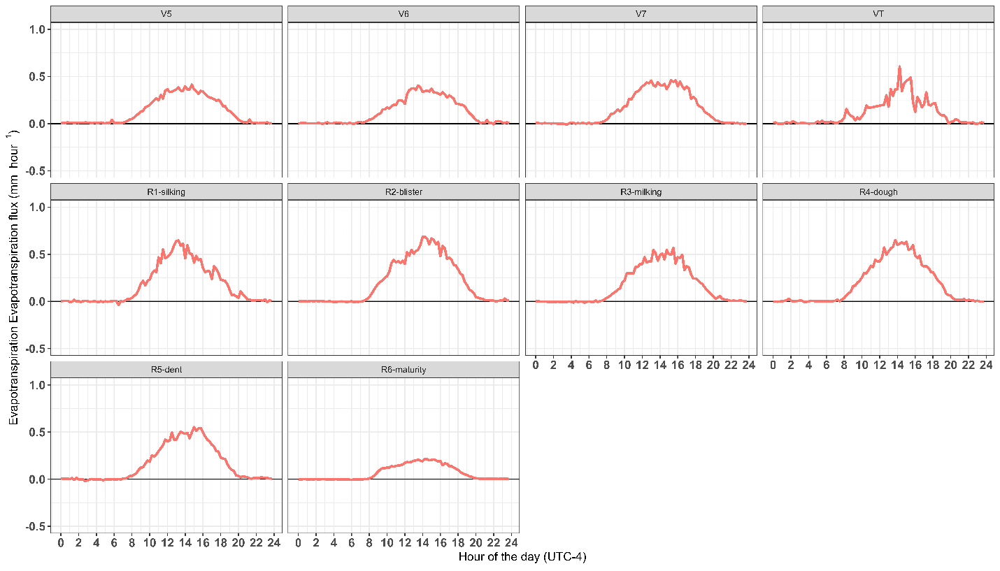 V5 V6 V7 VT
1.0
0.5
0.0
-0.5
R1-silking R2-blister R3-milking R4-dough
1.0
0.5
0.0
-0.5
0 2 4 6 8 10 12 14 16 18 20 22 24 0 2 4 6 8 10 12 14 16 18 20 22 24
R5-dent R6-maturity
1.0
0.5
0.0
-0.5
0 2 4 6 8 10 12 14 16 18 20 22 24 0 2 4 6 8 10 12 14 16 18 20 22 24
Hour of the day (UTC-4)
Evapotranspiration Evapotranspiration flux (mm hour 1)